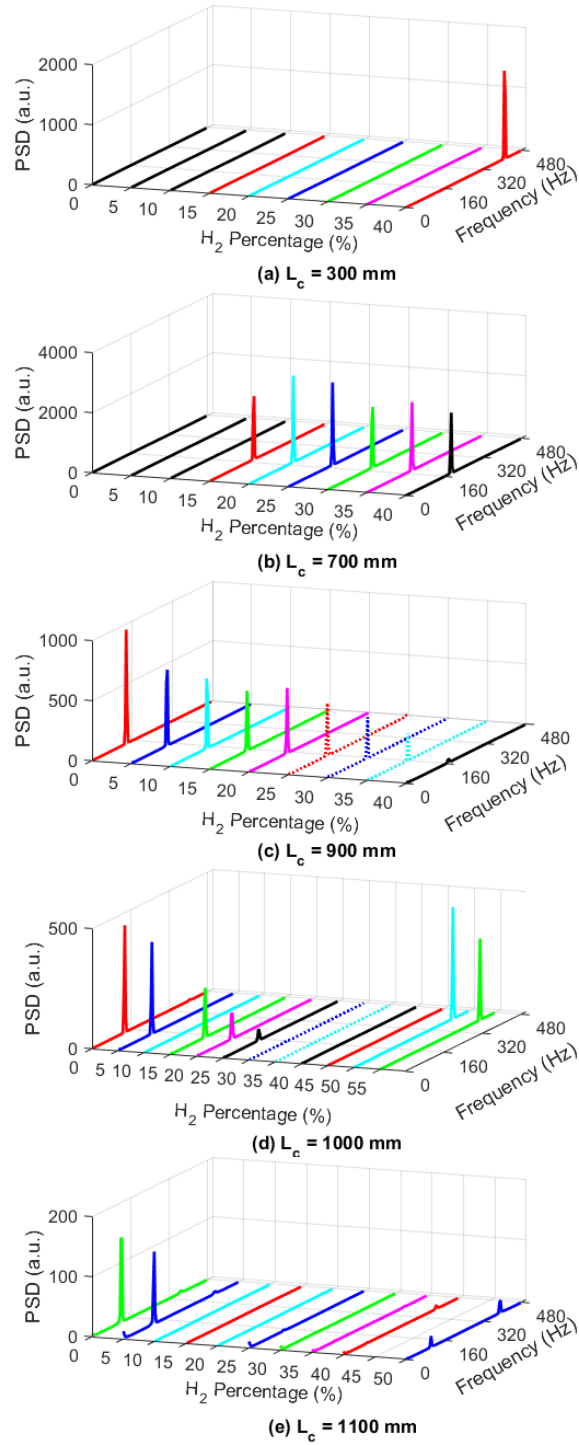 2000
1000
0
PSD (a.u.)
0 5 10 15 20 25 30 35 40
H2 Percentage (%)
0 160 320 480
Frequency (Hz)
(a) Lc = 300 mm
4000
2000
0
PSD (a.u.)
0 5 10 15 20 25 30 35 40
H2 Percentage (%)
0 160 320 480
Frequency (Hz)
(b) Lc = 700 mm
1000
500
0
PSD (a.u.)
0 5 10 15 20 25 30 35 40
H2 Percentage (%)
0 160 320 480
Frequency (Hz)
(c) Lc = 900 mm
500
0
PSD (a.u.)
0 5 10 15 20 25 30 35 40 45 50 55
H2 Percentage (%)
0 160 320 480
Frequency (Hz)
(d) Lc = 1000 mm
200
100
0
PSD (a.u.)
0 5 10 15 20 25 30 35 40 45 50
H2 Percentage (%)
0 160 320 480
Frequency (Hz)
(e) Lc = 1100 mm